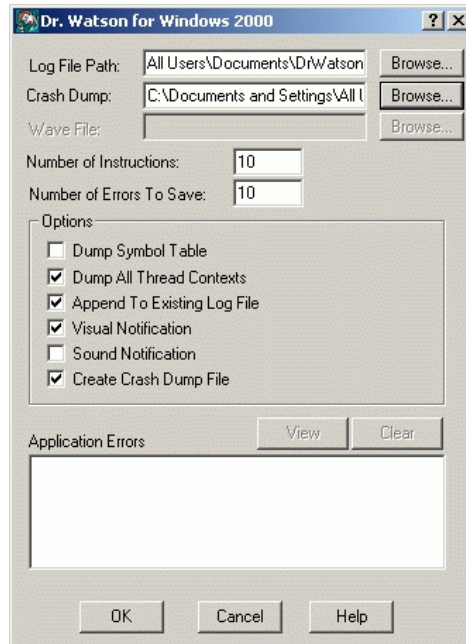 Dr. Watson for Windows 2000
Log File Path: All Users\Documents\DrWatson Browse...
Crash Dump: C:\Documents and Settings\All Browse...
Wave File: Browse...
Number of Instructions: 10
Number of Errors To Save: 10
Options
Dump Symbol Table
Dump All Thread Contexts
Append To Existing Log File
Visual Notification
Sound Notification
Create Crash Dump File
Application Errors View Clear
OK Cancel Help